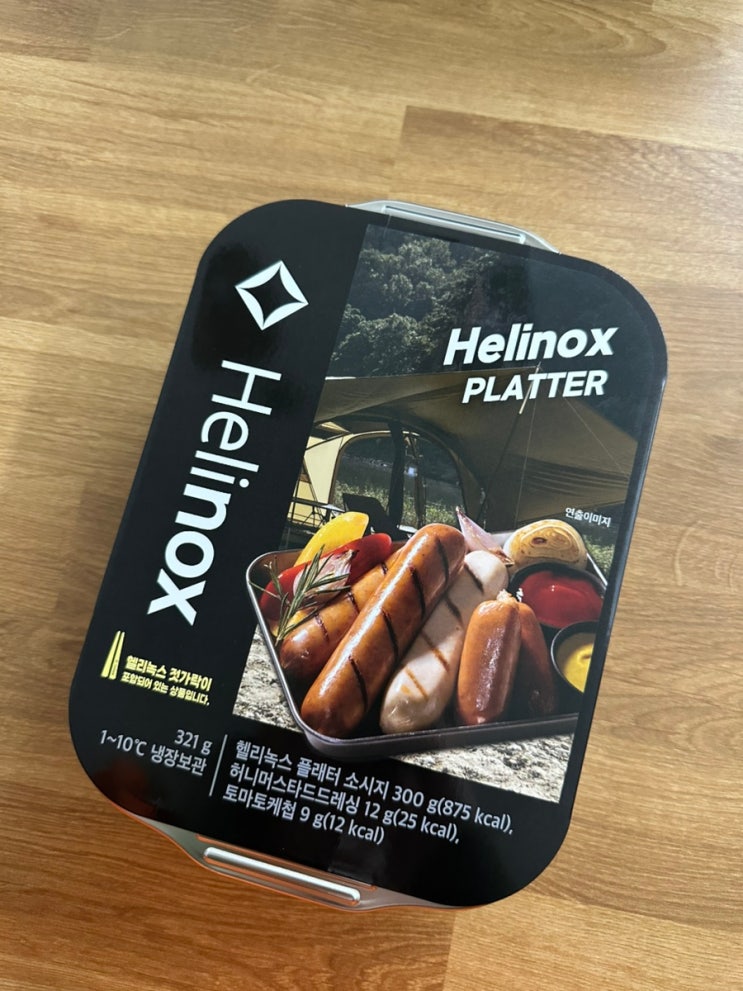 Helinox
Helinox
PLATTER
연출이미지
헬리녹스 젓가락이
포함되어 있는 상품입니다.
321 g
1~10℃ 냉장보관
헬리녹스 플래터 소시지 300 g(875 kcal),
허니머스타드드레싱 12 g(25 kcal),
토마토케첩 9 g(12 kcal)